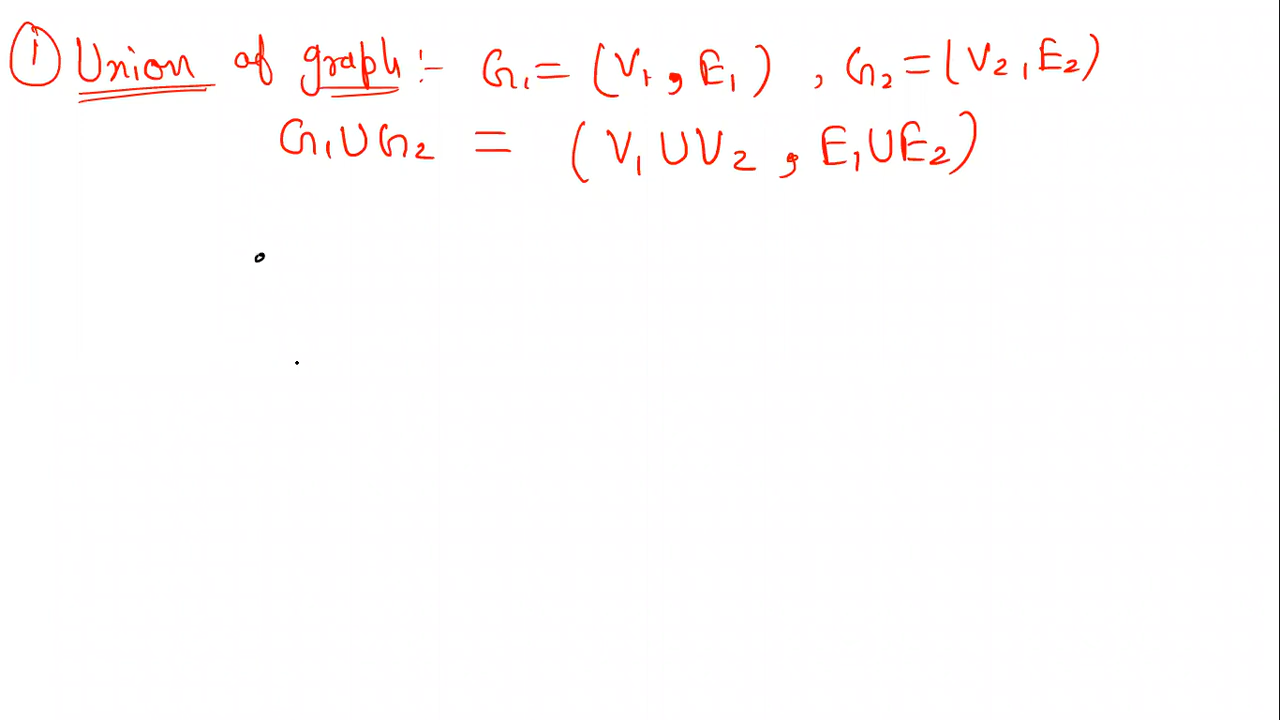 ① Union of graph :- G₁ = (V₁, E₁), G₂ = (V₂, E₂)
G₁ ∪ G₂ = (V₁ ∪ V₂, E₁ ∪ E₂)